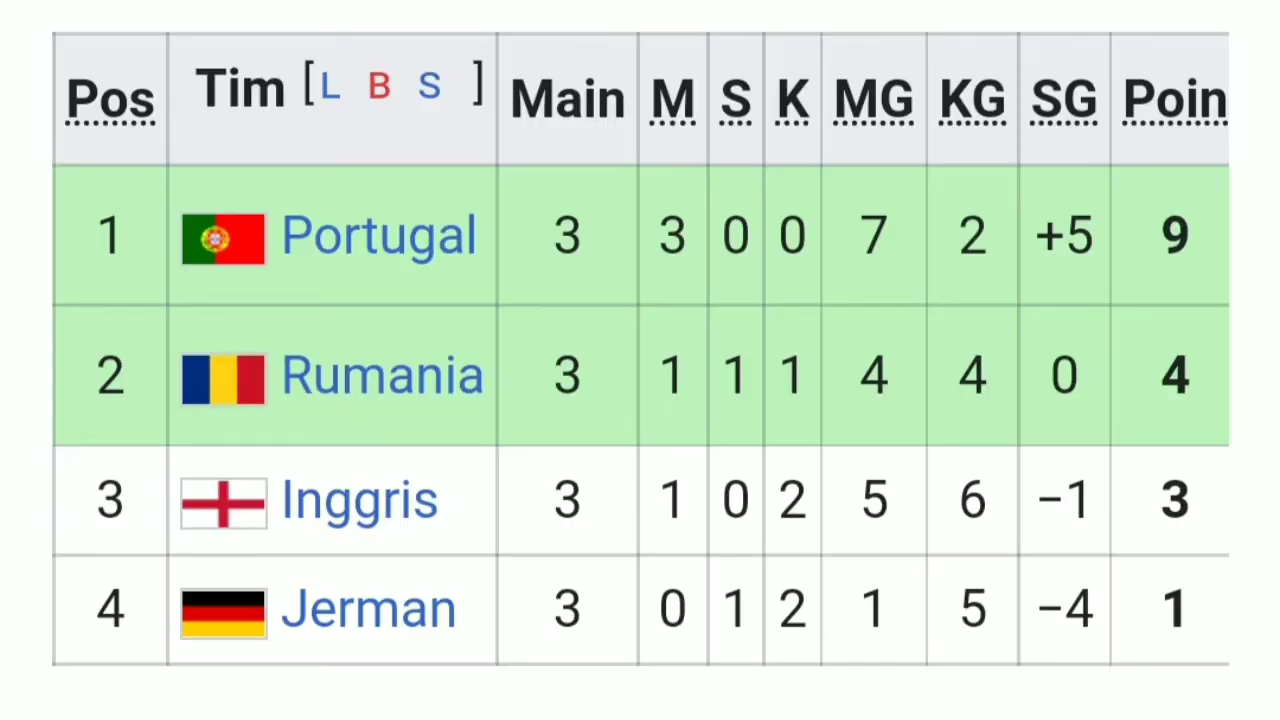 Pos Tim [L B S ] Main M S K MG KG SG Poin
1 Portugal 3 3 0 0 7 2 +5 9
2 Rumania 3 1 1 1 4 4 0 4
3 Inggris 3 1 0 2 5 6 −1 3
4 Jerman 3 0 1 2 1 5 −4 1